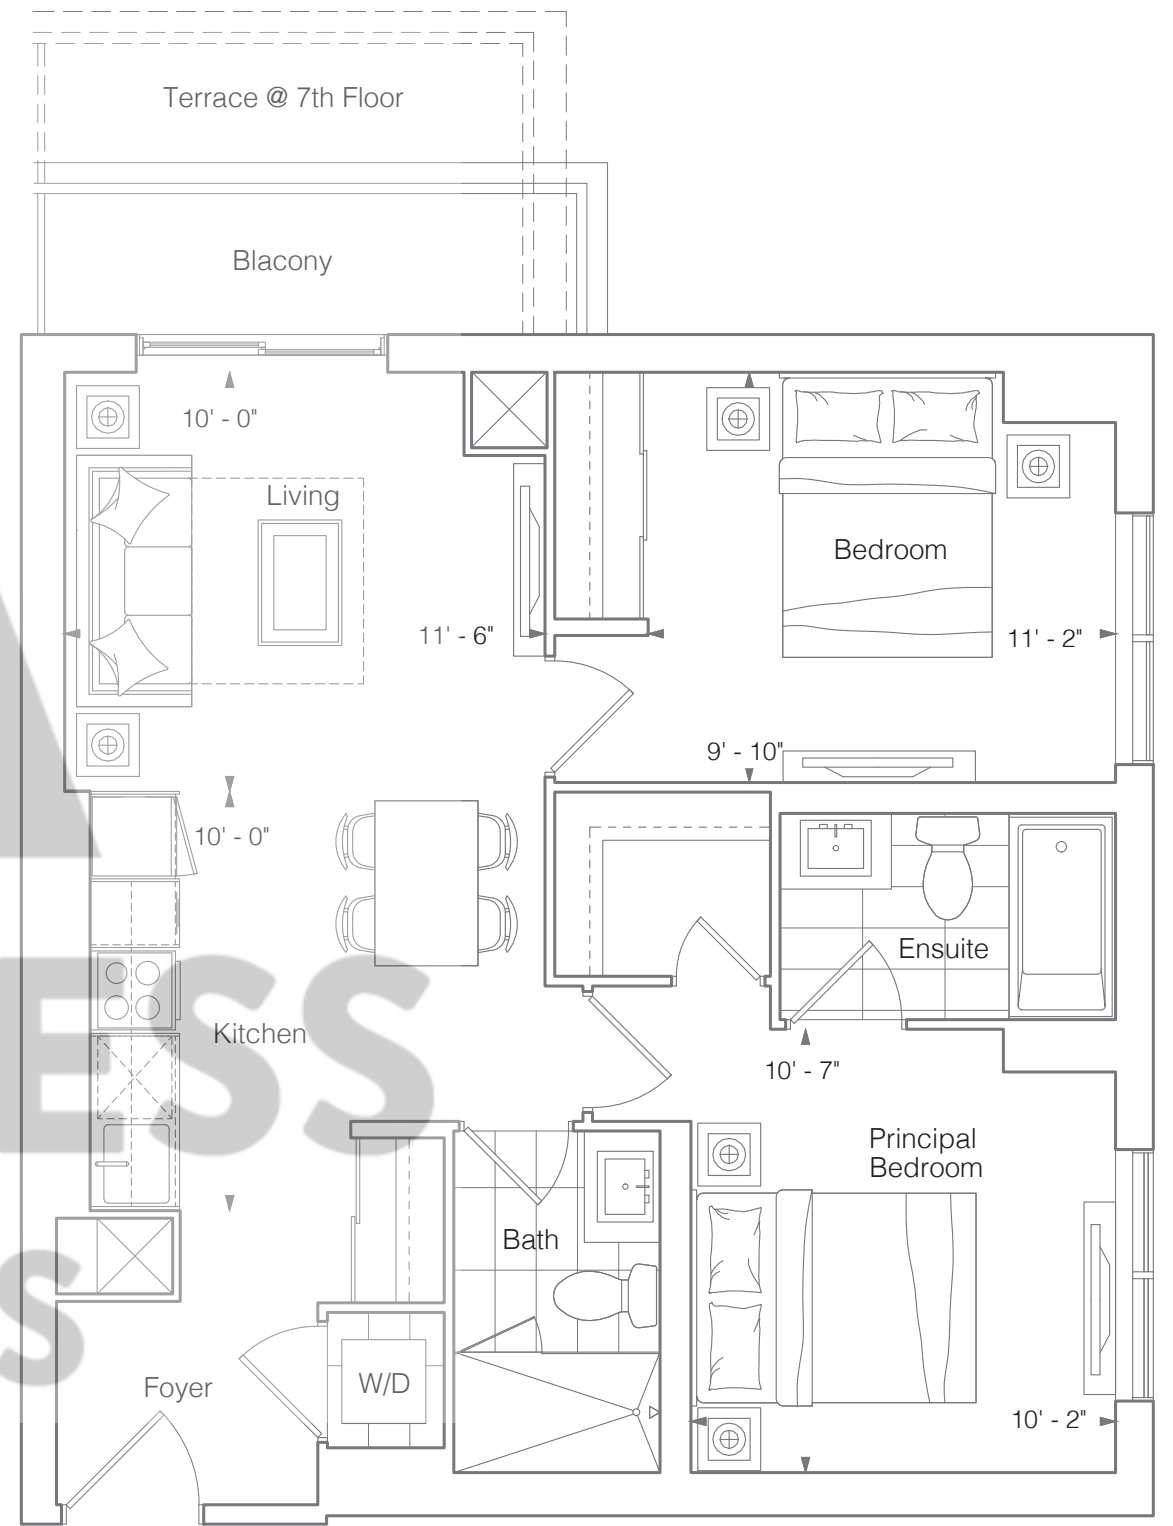 Terrace @ 7th Floor
Blacony
10' - 0"
Living
Bedroom
11' - 6"
11' - 2"
9' - 10"
10' - 0"
Ensuite
Kitchen
10' - 7"
Principal
Bedroom
Bath
W/D
Foyer
10' - 2"
ESS
S